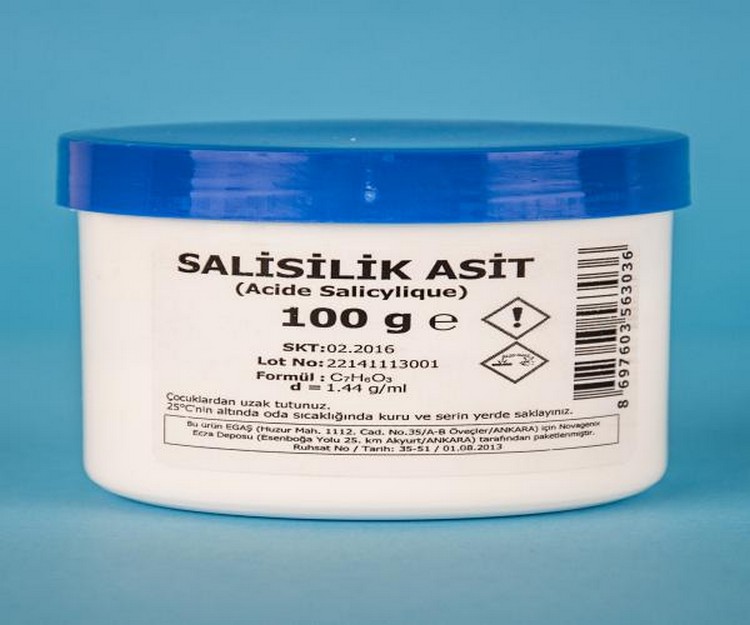 SALİSİLİK ASİT
(Acide Salicylique)
100 g ℮
SKT:02.2016
Lot No: 22141113001
Formül : C₇H₆O₃
d = 1.44 g/ml
Çocuklardan uzak tutunuz.
25°C'nin altında oda sıcaklığında kuru ve serin yerde saklayınız.
Bu ürün EGAŞ (Huzur Mah. 1112. Cad. No.35/A-B Öveçler/ANKARA) için Novagenix
Ecza Deposu (Esenboğa Yolu 25. km Akyurt/ANKARA) tarafından paketlenmiştir.
Ruhsat No / Tarih: 35-51 / 01.08.2013
8 697603 563036